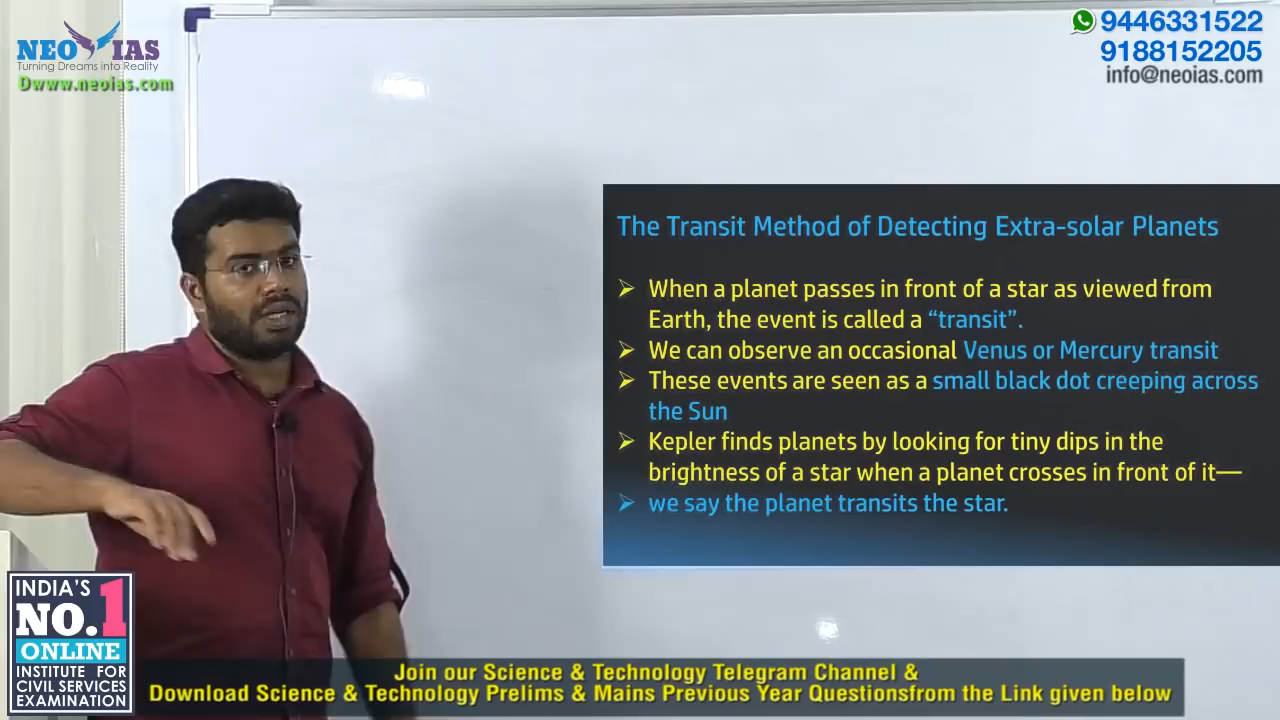 NEO IAS
Turning Dreams into Reality
Dwww.neoias.com
9446331522
9188152205
info@neoias.com
The Transit Method of Detecting Extra-solar Planets
➢ When a planet passes in front of a star as viewed from
Earth, the event is called a “transit”.
➢ We can observe an occasional Venus or Mercury transit
➢ These events are seen as a small black dot creeping across
the Sun
➢ Kepler finds planets by looking for tiny dips in the
brightness of a star when a planet crosses in front of it—
➢ we say the planet transits the star.
INDIA'S
NO.1
ONLINE
INSTITUTE FOR
CIVIL SERVICES
EXAMINATION
Join our Science & Technology Telegram Channel &
Download Science & Technology Prelims & Mains Previous Year Questionsfrom the Link given below